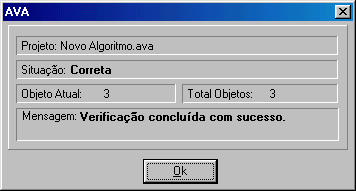 AVA
Projeto: Novo Algoritmo.ava
Situação: Correta
Objeto Atual: 3 Total Objetos: 3
Mensagem: Verificação concluída com sucesso.
Ok